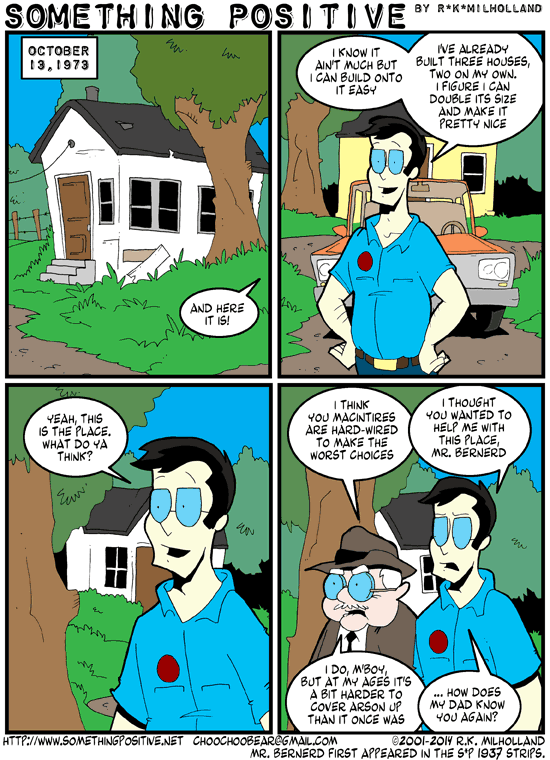 SOMETHING POSITIVE BY R*K*MILHOLLAND
OCTOBER
13, 1973
AND HERE
IT IS!
I KNOW IT
AIN'T MUCH BUT
I CAN BUILD ONTO
IT EASY
I'VE ALREADY
BUILT THREE HOUSES,
TWO ON MY OWN.
I FIGURE I CAN
DOUBLE ITS SIZE
AND MAKE IT
PRETTY NICE
YEAH, THIS
IS THE PLACE.
WHAT DO YA
THINK?
I THINK
YOU MACINTIRES
ARE HARD-WIRED
TO MAKE THE
WORST CHOICES
I THOUGHT
YOU WANTED TO
HELP ME WITH
THIS PLACE,
MR. BERNERD
I DO, M'BOY,
BUT AT MY AGES IT'S
A BIT HARDER TO
COVER ARSON UP
THAN IT ONCE WAS
... HOW DOES
MY DAD KNOW
YOU AGAIN?
HTTP://WWW.SOMETHINGPOSITIVE.NET CHOOCHOOBEAR@GMAIL.COM ©2001-2014 R.K. MILHOLLAND
MR. BERNERD FIRST APPEARED IN THE S*P 1937 STRIPS.